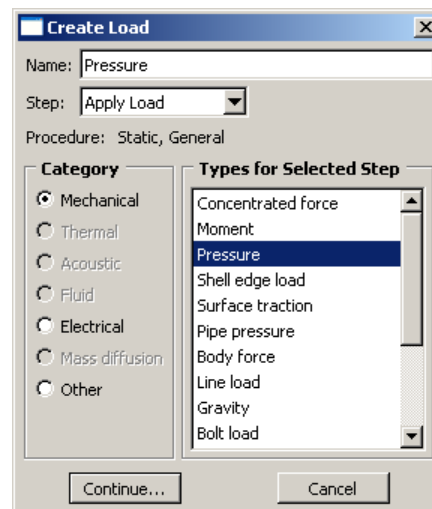 Create Load
Name: Pressure
Step: Apply Load
Procedure: Static, General
Category
Mechanical
Thermal
Acoustic
Fluid
Electrical
Mass diffusion
Other
Types for Selected Step
Concentrated force
Moment
Pressure
Shell edge load
Surface traction
Pipe pressure
Body force
Line load
Gravity
Bolt load
Continue...
Cancel